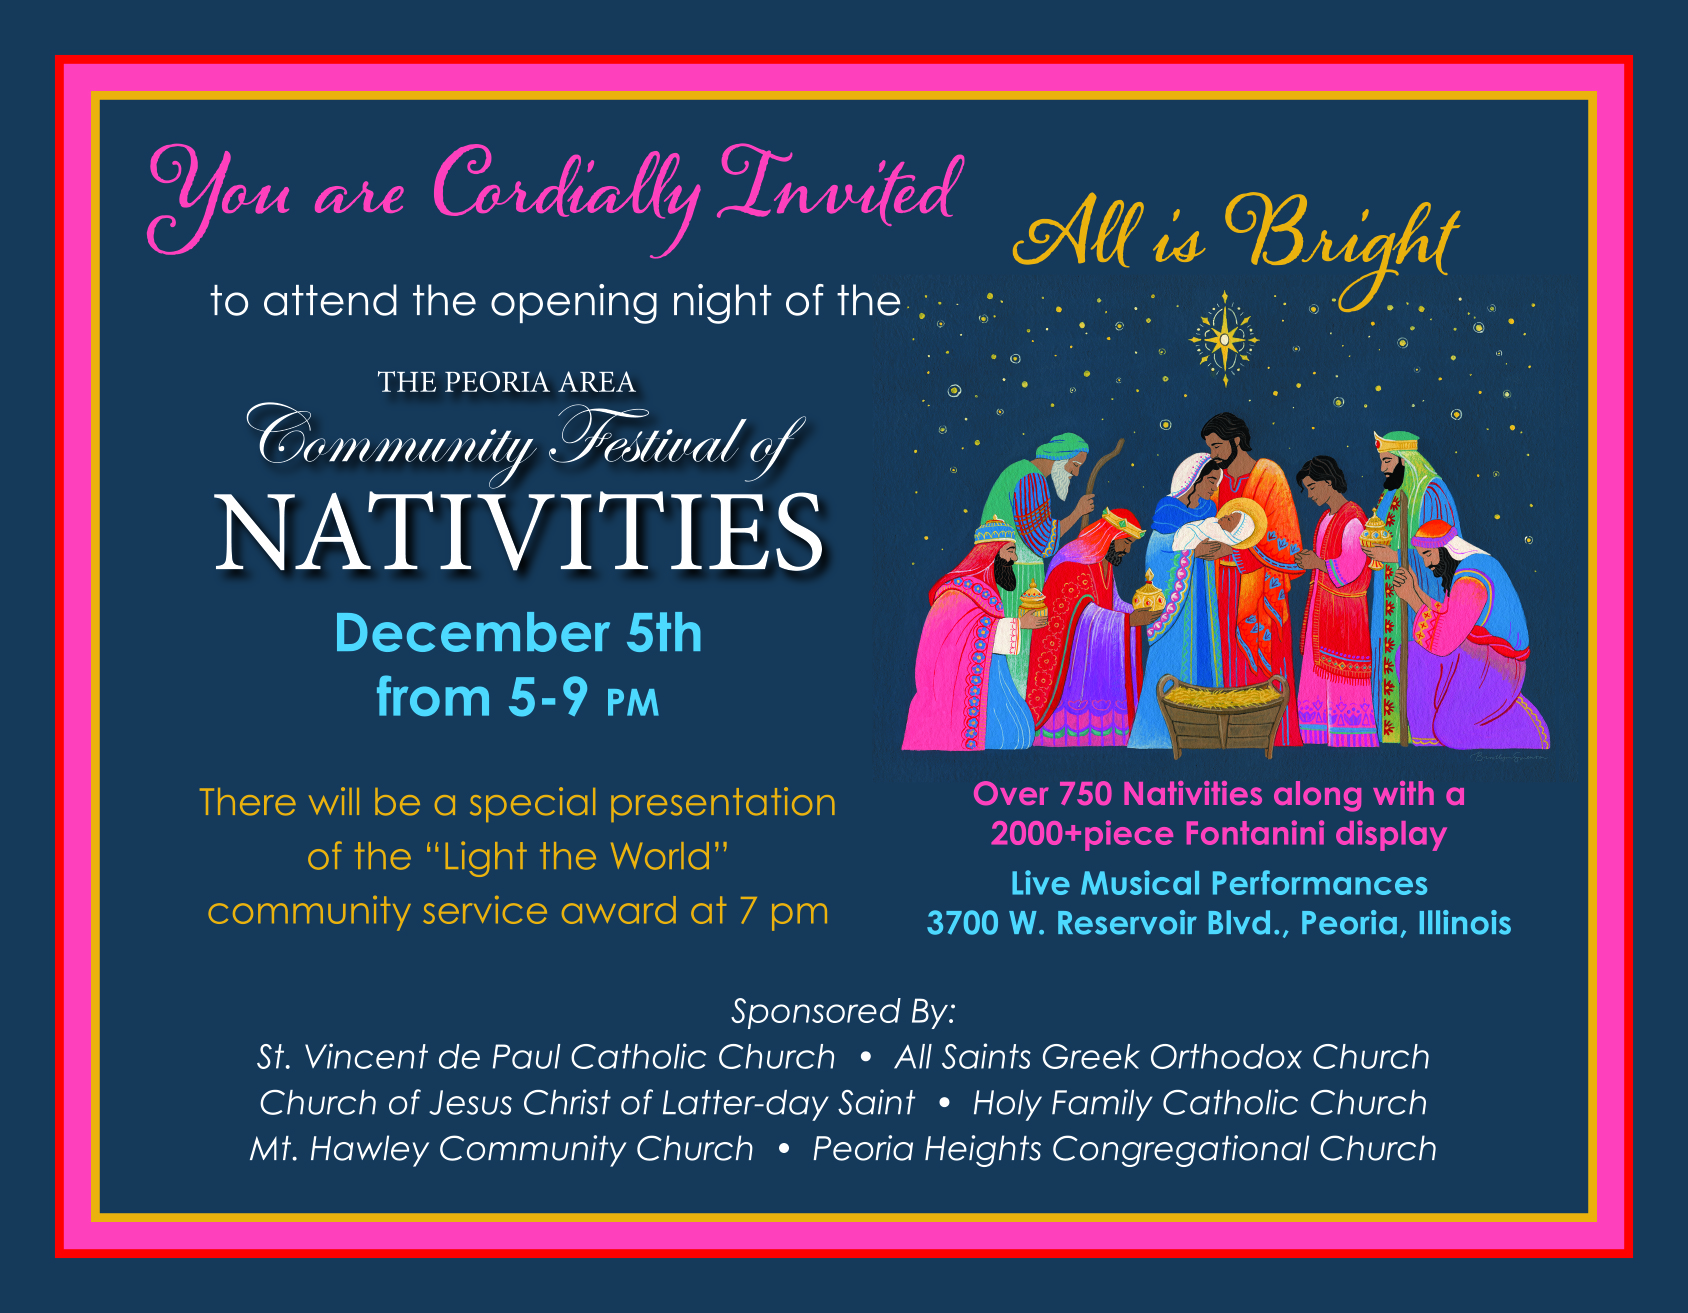 You are Cordially Invited
to attend the opening night of the
THE PEORIA AREA
Community Festival of
NATIVITIES
December 5th
from 5-9 PM
There will be a special presentation
of the “Light the World”
community service award at 7 pm
All is Bright
Over 750 Nativities along with a
2000+piece Fontanini display
Live Musical Performances
3700 W. Reservoir Blvd., Peoria, Illinois
Sponsored By:
St. Vincent de Paul Catholic Church • All Saints Greek Orthodox Church
Church of Jesus Christ of Latter-day Saint • Holy Family Catholic Church
Mt. Hawley Community Church • Peoria Heights Congregational Church